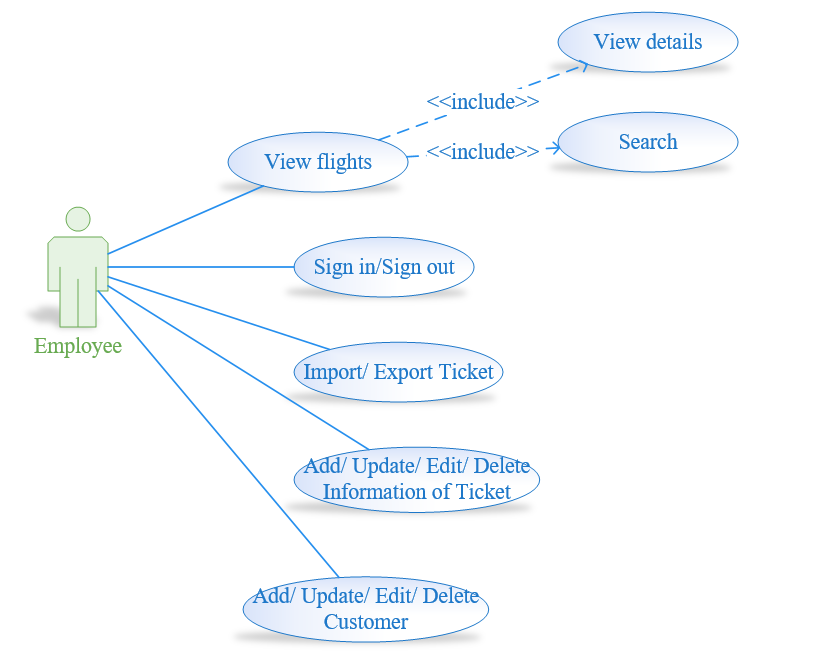 View details
<<include>>
<<include>>
Search
View flights
Sign in/Sign out
Employee
Import/ Export Ticket
Add/ Update/ Edit/ Delete
Information of Ticket
Add/ Update/ Edit/ Delete
Customer